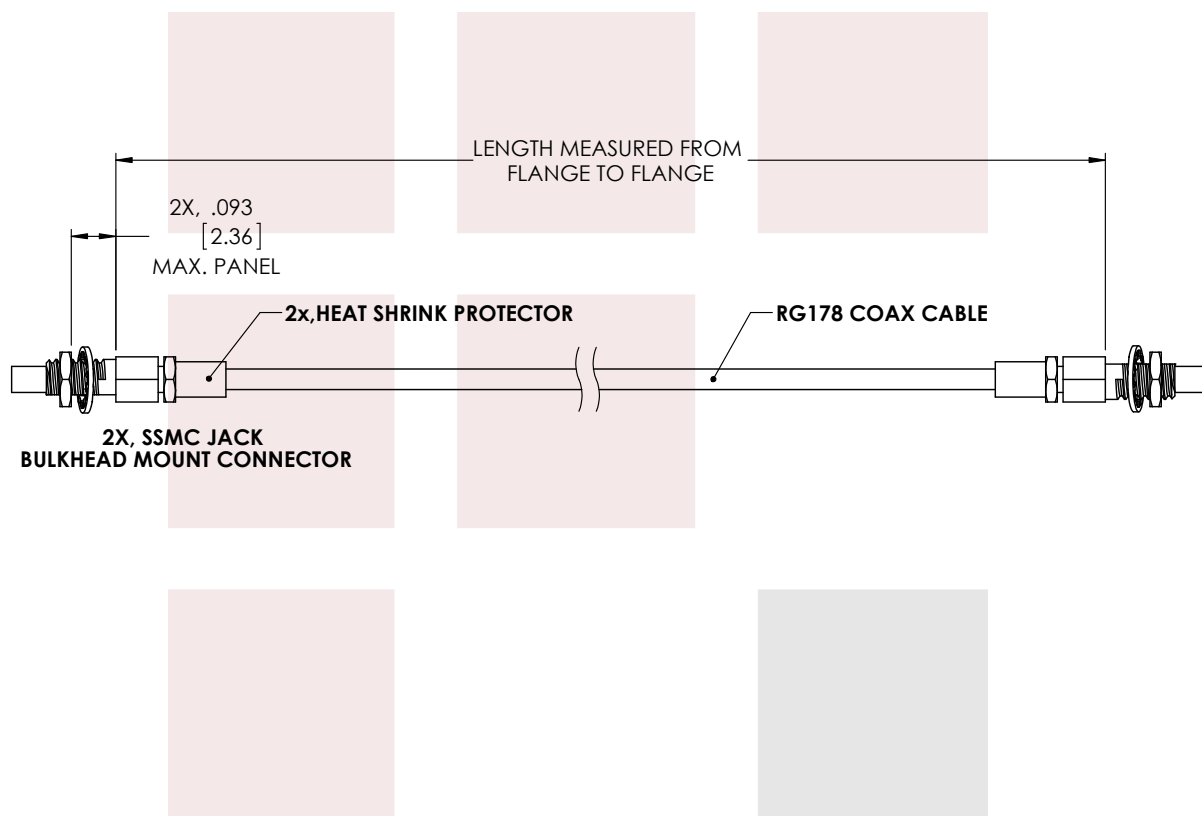 LENGTH MEASURED FROM
FLANGE TO FLANGE
2X, .093
[2.36]
MAX. PANEL
2x,HEAT SHRINK PROTECTOR
RG178 COAX CABLE
2X, SSMC JACK
BULKHEAD MOUNT CONNECTOR